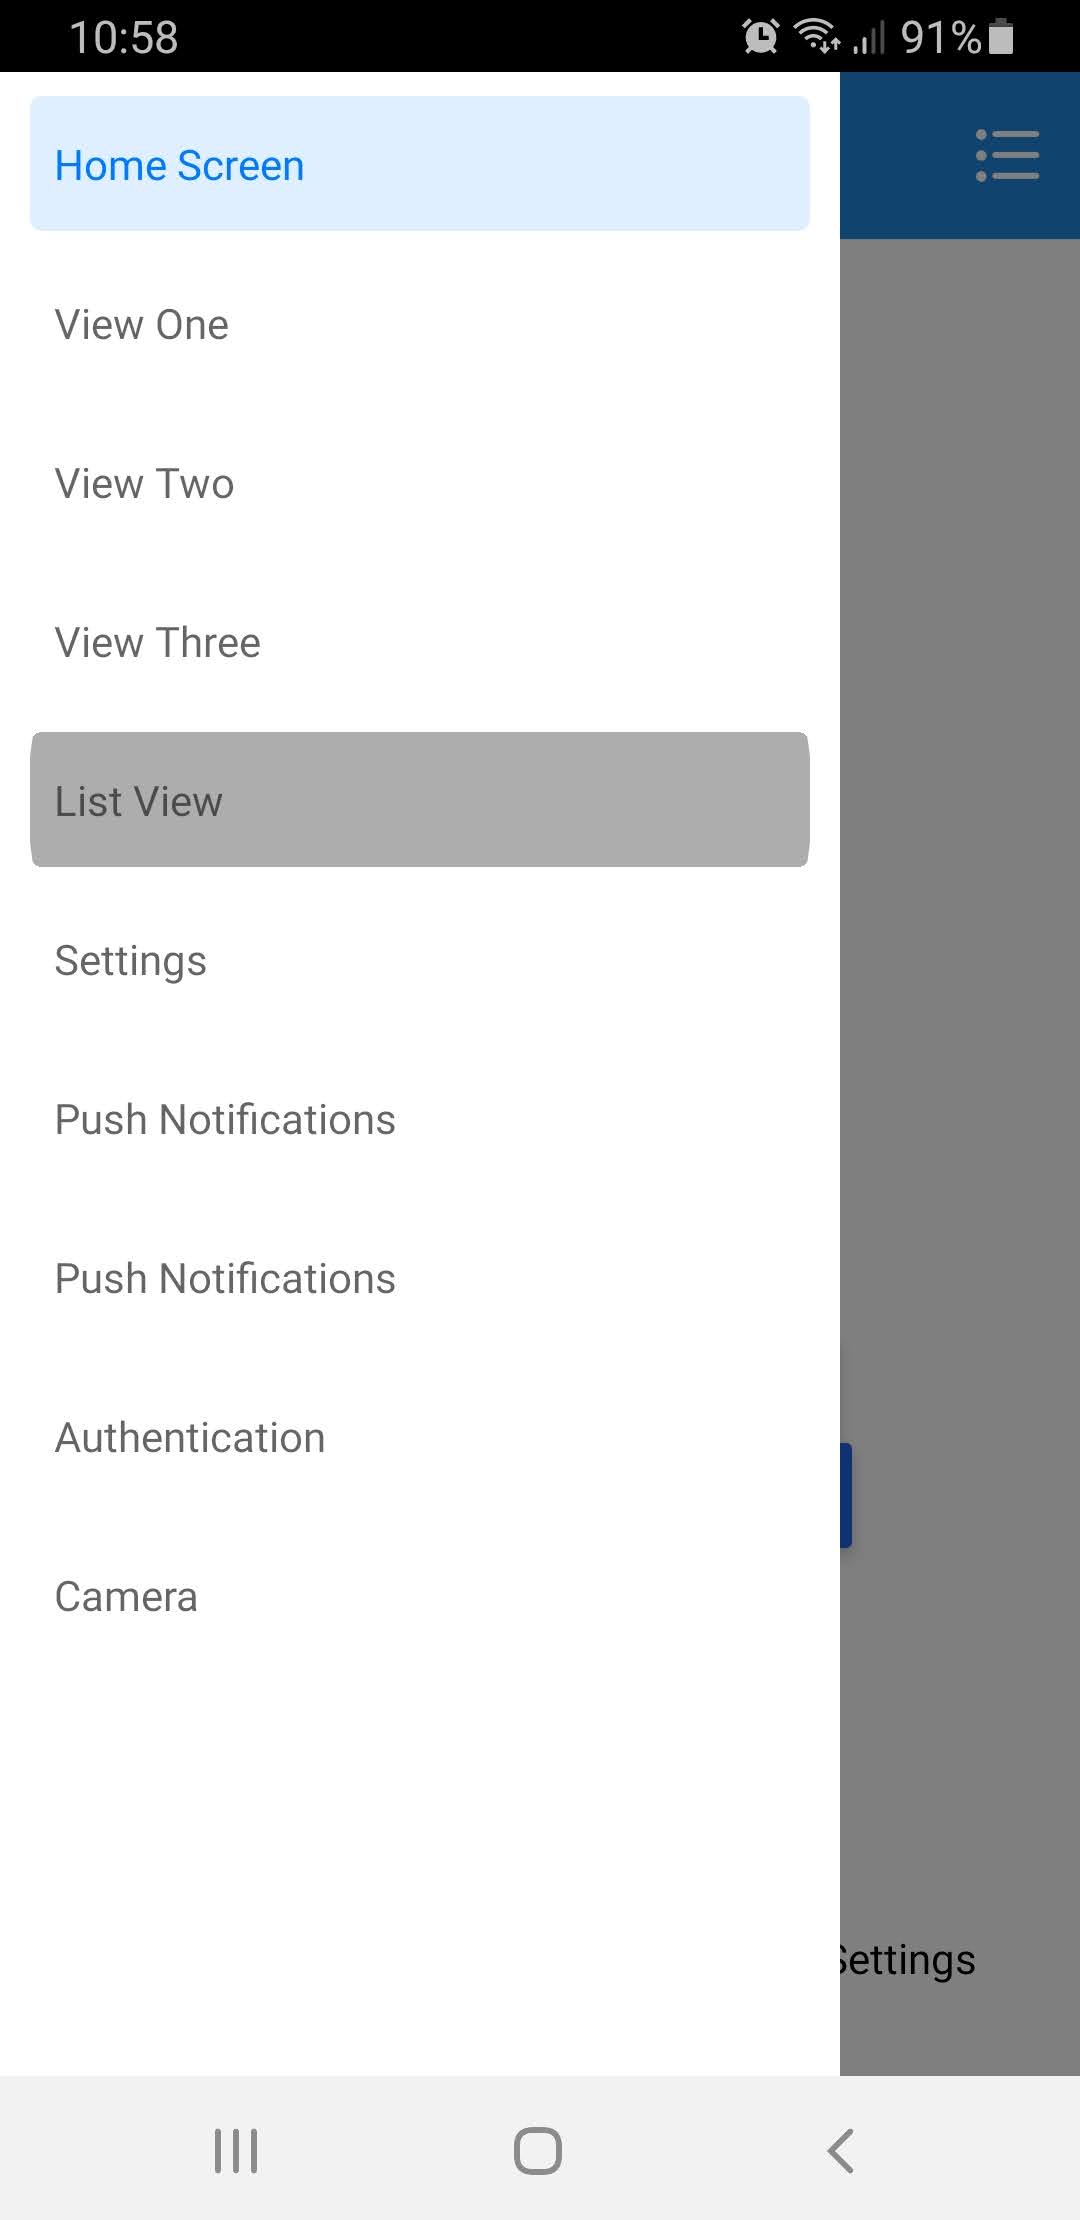 10:58
91%
Home Screen
View One
View Two
View Three
List View
Settings
Push Notifications
Push Notifications
Authentication
Camera
Settings